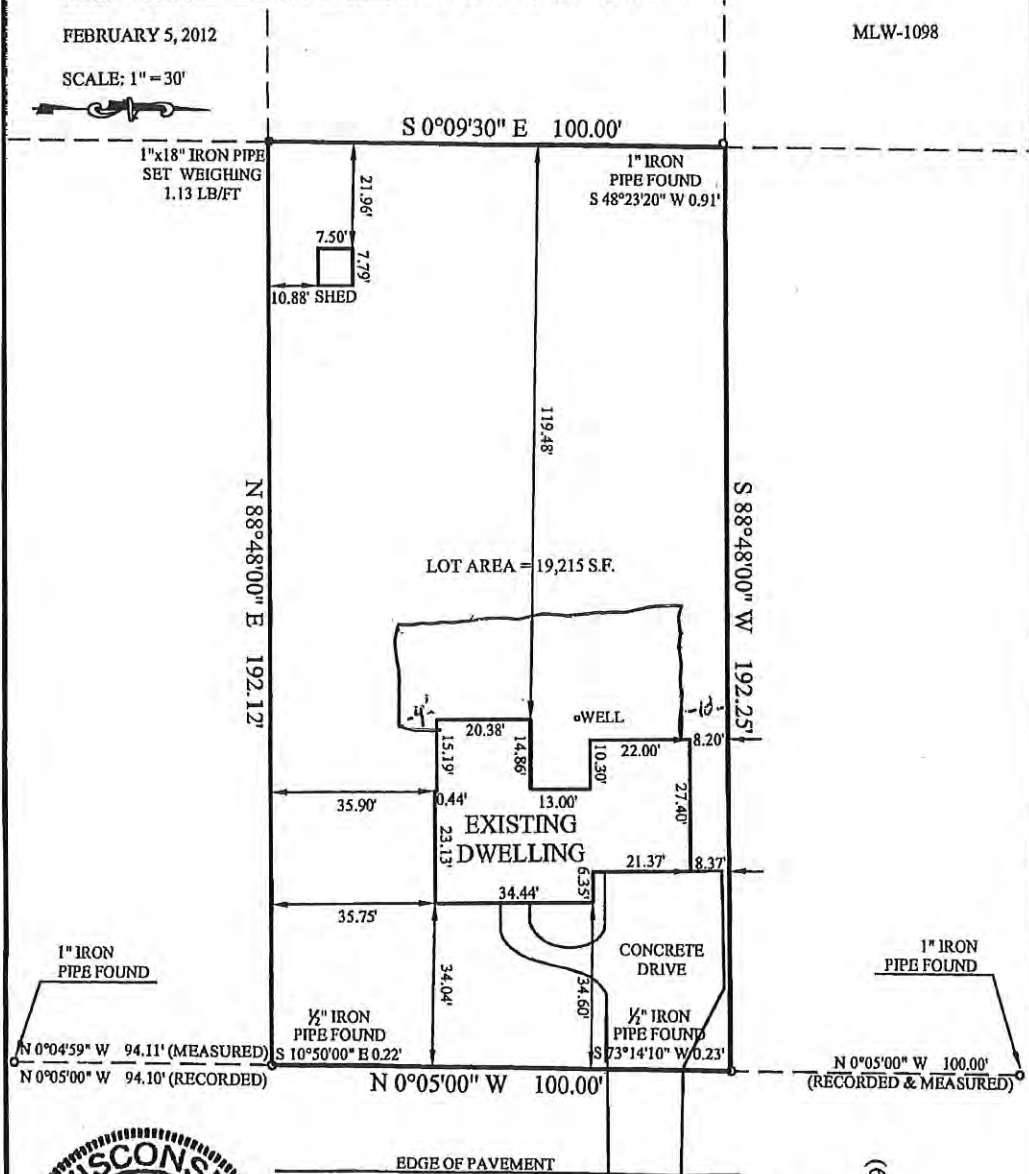 FEBRUARY 5, 2012
MLW-1098
SCALE: 1" = 30'
S 0°09'30" E 100.00'
1"x18" IRON PIPE
SET WEIGHING
1.13 LB/FT
1" IRON
PIPE FOUND
S 48°23'20" W 0.91'
21.96'
7.50'
7.79'
10.88' SHED
119.48'
N 88°48'00" E 192.12'
S 88°48'00" W 192.25'
LOT AREA = 19,215 S.F.
WELL
20.38'
22.00'
8.20'
15.19'
14.86'
10.30'
35.90'
0.44'
13.00'
27.40'
EXISTING
DWELLING
23.13'
21.37'
8.37'
6.35'
34.44'
35.75'
CONCRETE
DRIVE
34.04'
34.60'
1" IRON
PIPE FOUND
1" IRON
PIPE FOUND
½" IRON
PIPE FOUND
S 10°50'00" E 0.22'
½" IRON
PIPE FOUND
S 73°14'10" W 0.23'
N 0°04'59" W 94.11' (MEASURED)
N 0°05'00" W 94.10' (RECORDED)
N 0°05'00" W 100.00'
N 0°05'00" W 100.00'
(RECORDED & MEASURED)
EDGE OF PAVEMENT